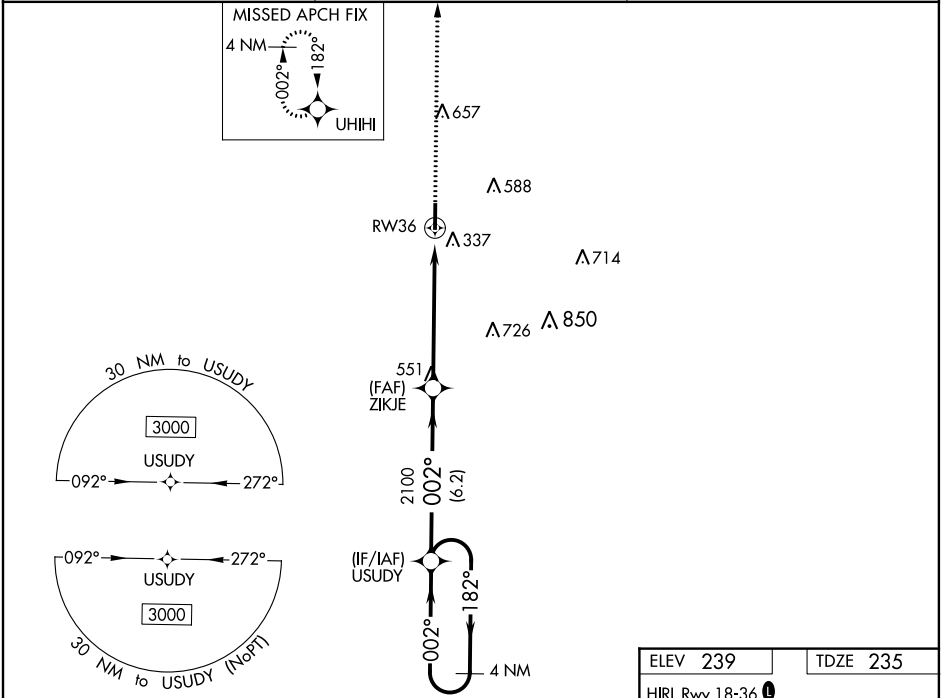 MISSED APCH FIX
4 NM
002°
182°
UHIHI
657
588
RW36
337
714
726
850
551
(FAF)
ZIKJE
30 NM to USUDY
3000
USUDY
092°
272°
2100
002°
(6.2)
092°
272°
USUDY
3000
30 NM to USUDY (NoPT)
(IF/IAF)
USUDY
182°
002°
4 NM
ELEV 239
TDZE 235
HIRL Rwy 18-36 L